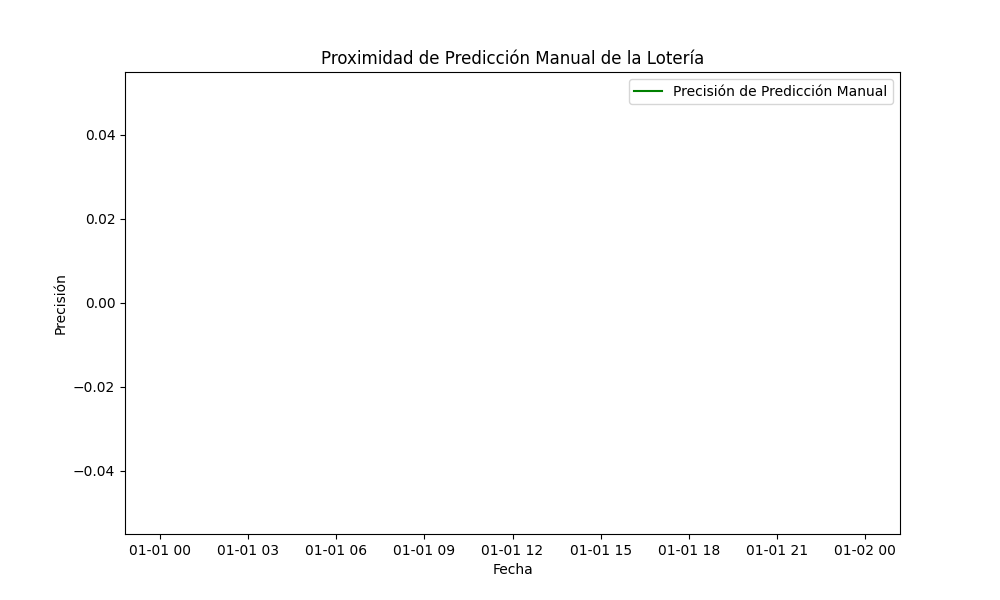 Proximidad de Predicción Manual de la Lotería
Precisión de Predicción Manual
0.04
0.02
0.00
−0.02
−0.04
Precisión
01-01 00 01-01 03 01-01 06 01-01 09 01-01 12 01-01 15 01-01 18 01-01 21 01-02 00
Fecha